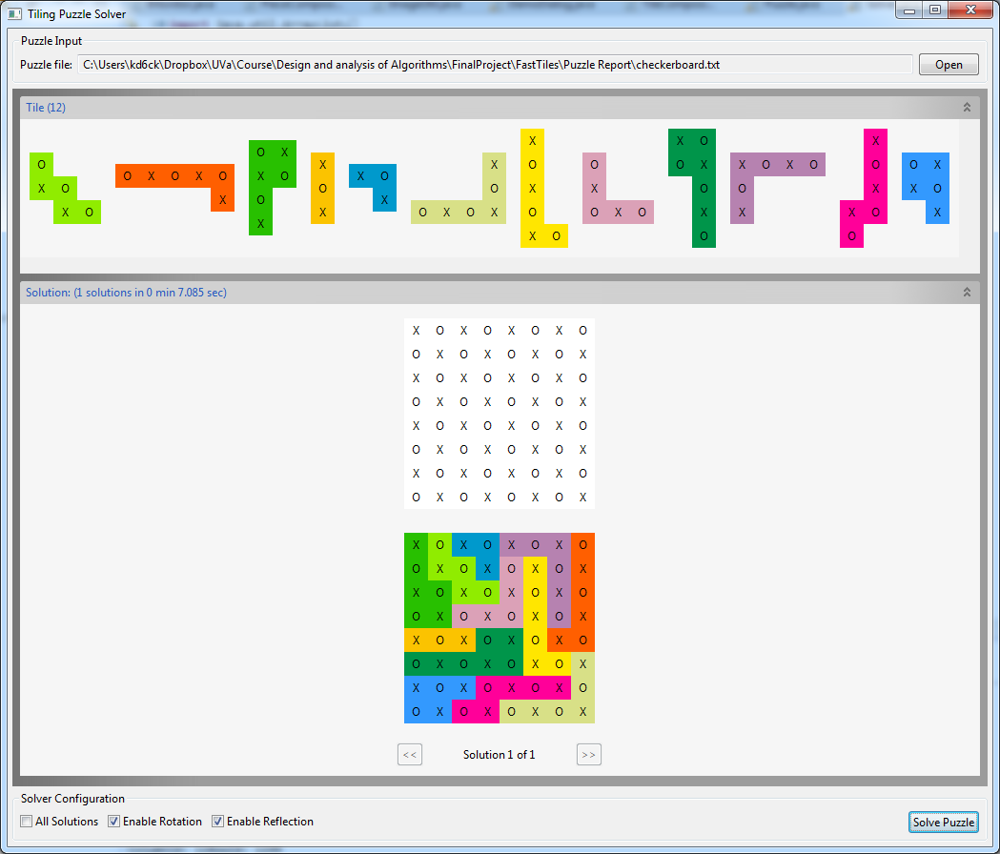 Tiling Puzzle Solver
Puzzle Input
Puzzle file: C:\Users\kd6ck\Dropbox\UVa\Course\Design and analysis of Algorithms\FinalProject\FastTiles\Puzzle Report\checkerboard.txt Open
Tile (12)
X X O X
O X
O X X O O O X X O X O O O X
O X O X O X O X O
X O O O X X O O X X O
X O X
X O X O X O X O O X O X X X O X
X
X O O O
Solution: (1 solutions in 0 min 7.085 sec)
X O X O X O X O
O X O X O X O X
X O X O X O X O
O X O X O X O X
X O X O X O X O
O X O X O X O X
X O X O X O X O
O X O X O X O X
X O X O X O X O
O X O X O X O X
X O X O X O X O
O X O X O X O X
X O X O X O X O
O X O X O X O X
X O X O X O X O
O X O X O X O X
<< Solution 1 of 1 >>
Solver Configuration
All Solutions Enable Rotation Enable Reflection Solve Puzzle